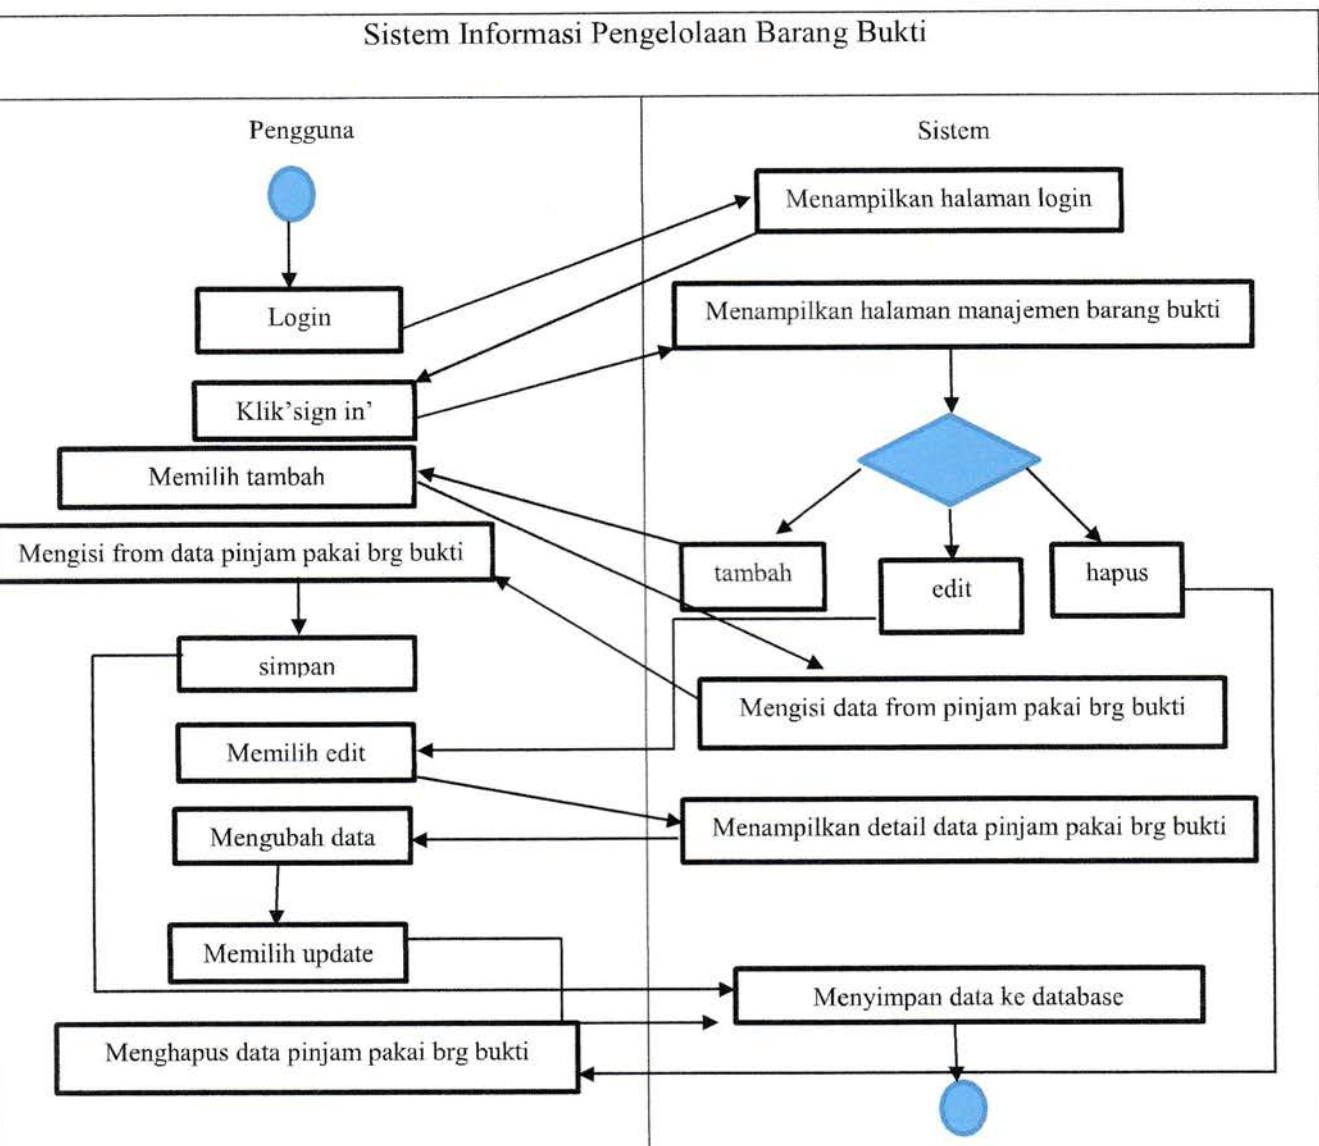 Sistem Informasi Pengelolaan Barang Bukti
Pengguna
Sistem
Menampilkan halaman login
Login
Menampilkan halaman manajemen barang bukti
Klik’sign in’
Memilih tambah
Mengisi from data pinjam pakai brg bukti
tambah
edit
hapus
simpan
Mengisi data from pinjam pakai brg bukti
Memilih edit
Mengubah data
Menampilkan detail data pinjam pakai brg bukti
Memilih update
Menyimpan data ke database
Menghapus data pinjam pakai brg bukti